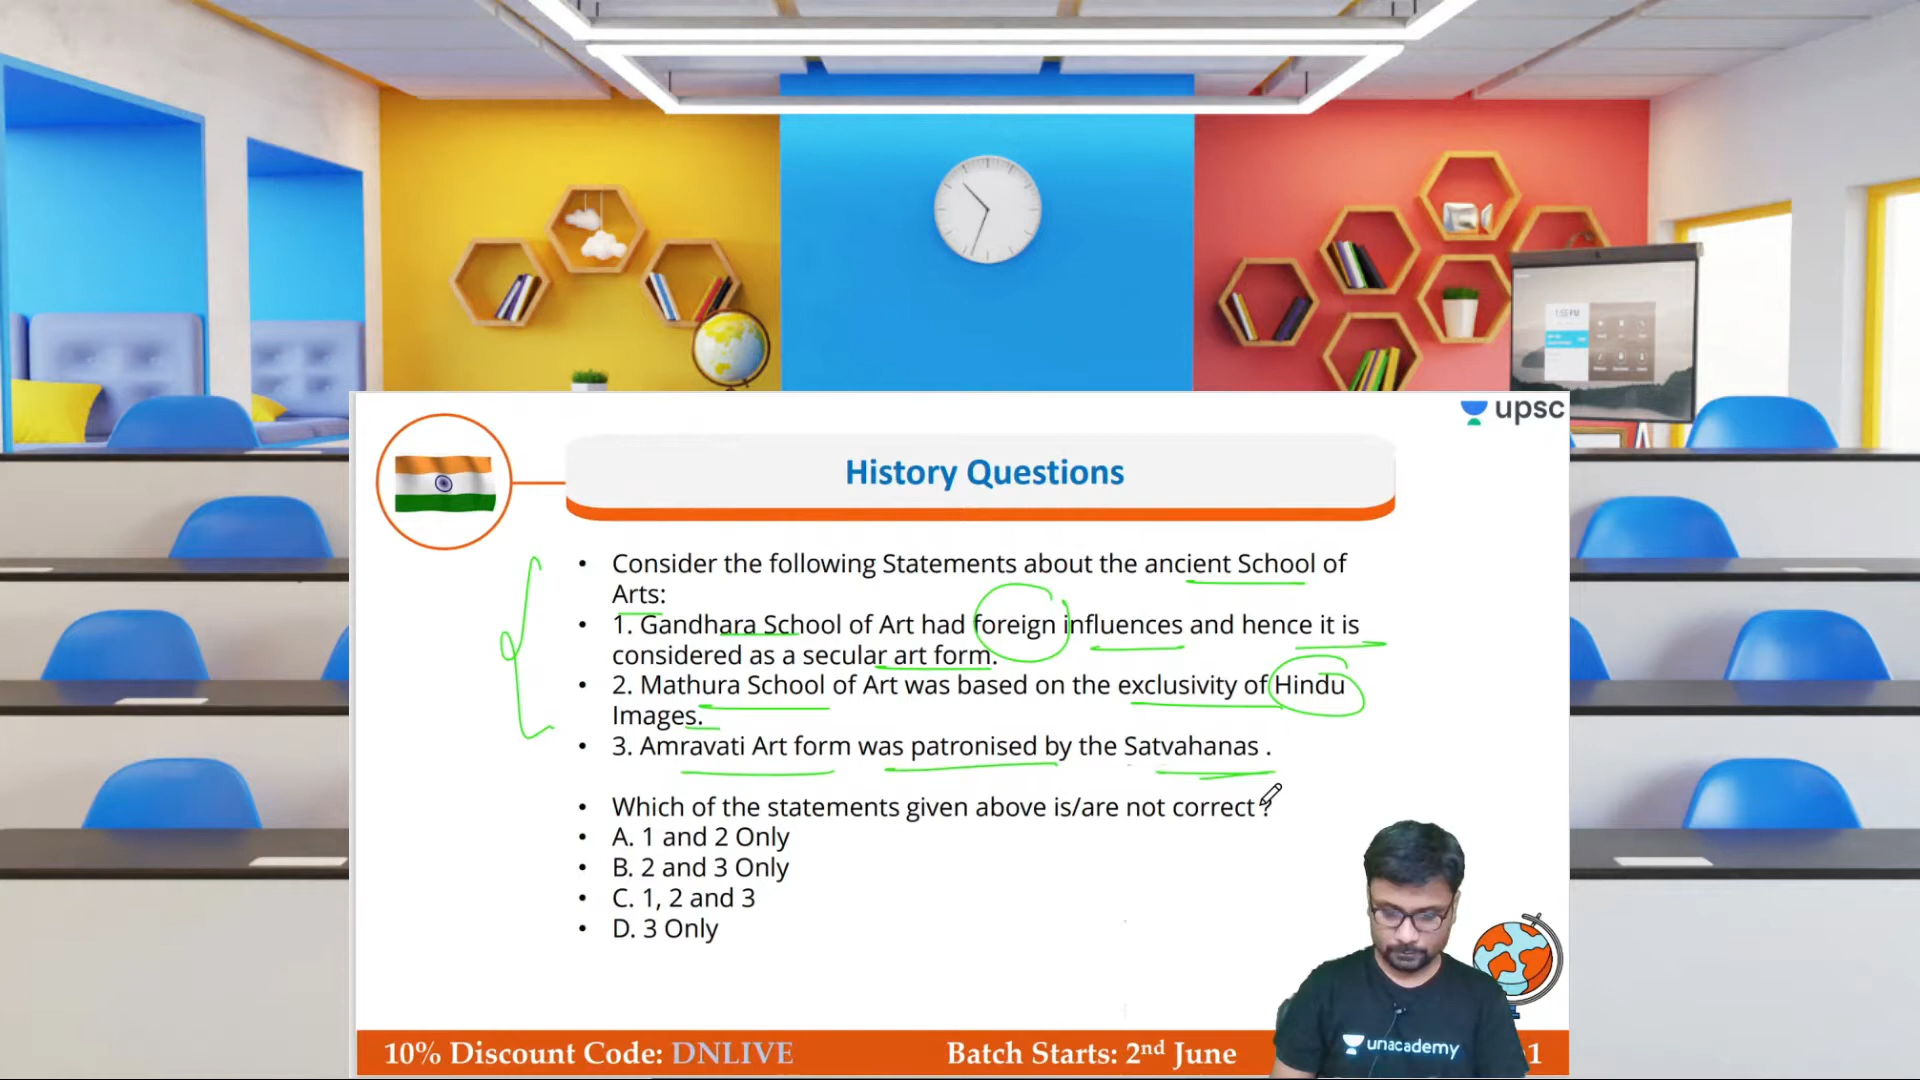 upsc
History Questions
• Consider the following Statements about the ancient School of
Arts:
• 1. Gandhara School of Art had foreign influences and hence it is
considered as a secular art form.
• 2. Mathura School of Art was based on the exclusivity of Hindu
Images.
• 3. Amravati Art form was patronised by the Satvahanas .
• Which of the statements given above is/are not correct?
• A. 1 and 2 Only
• B. 2 and 3 Only
• C. 1, 2 and 3
• D. 3 Only
unacademy
10% Discount Code: DNLIVE
Batch Starts: 2nd June
1